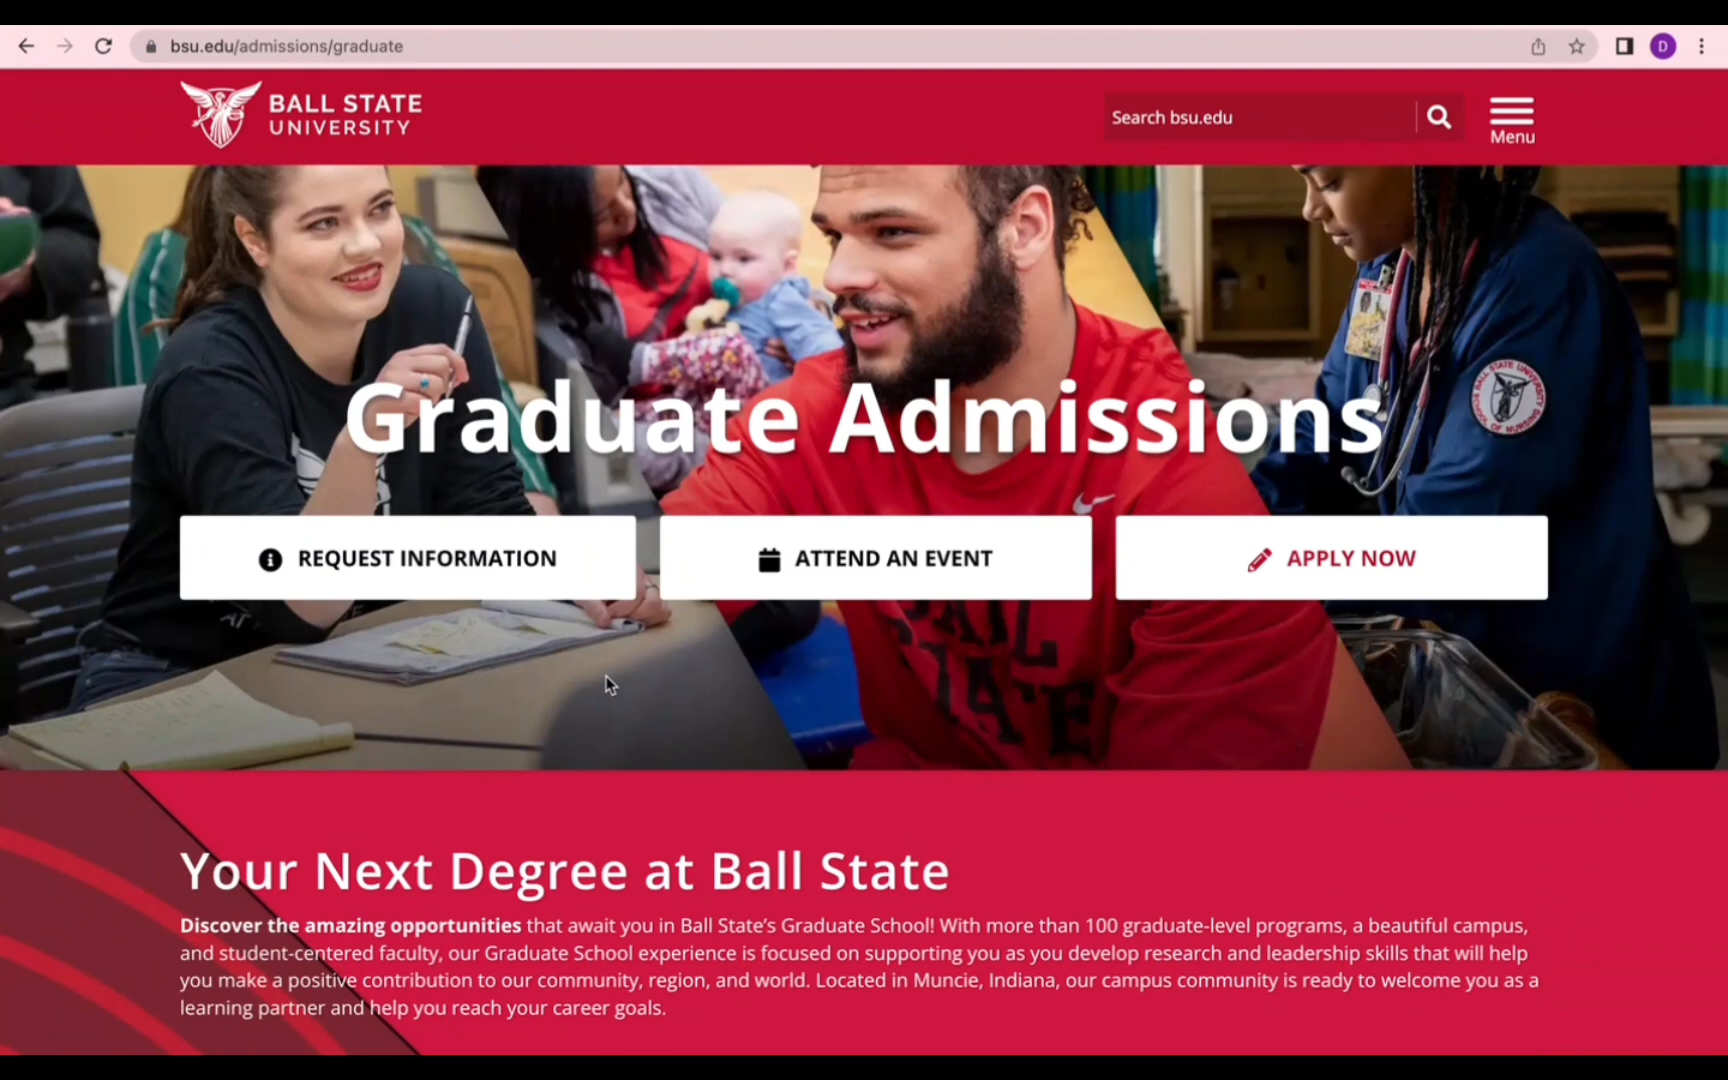 bsu.edu/admissions/graduate
D
BALL STATE
UNIVERSITY
Search bsu.edu
Menu
Graduate Admissions
REQUEST INFORMATION
ATTEND AN EVENT
APPLY NOW
Your Next Degree at Ball State
Discover the amazing opportunities that await you in Ball State’s Graduate School! With more than 100 graduate-level programs, a beautiful campus,
and student-centered faculty, our Graduate School experience is focused on supporting you as you develop research and leadership skills that will help
you make a positive contribution to our community, region, and world. Located in Muncie, Indiana, our campus community is ready to welcome you as a
learning partner and help you reach your career goals.